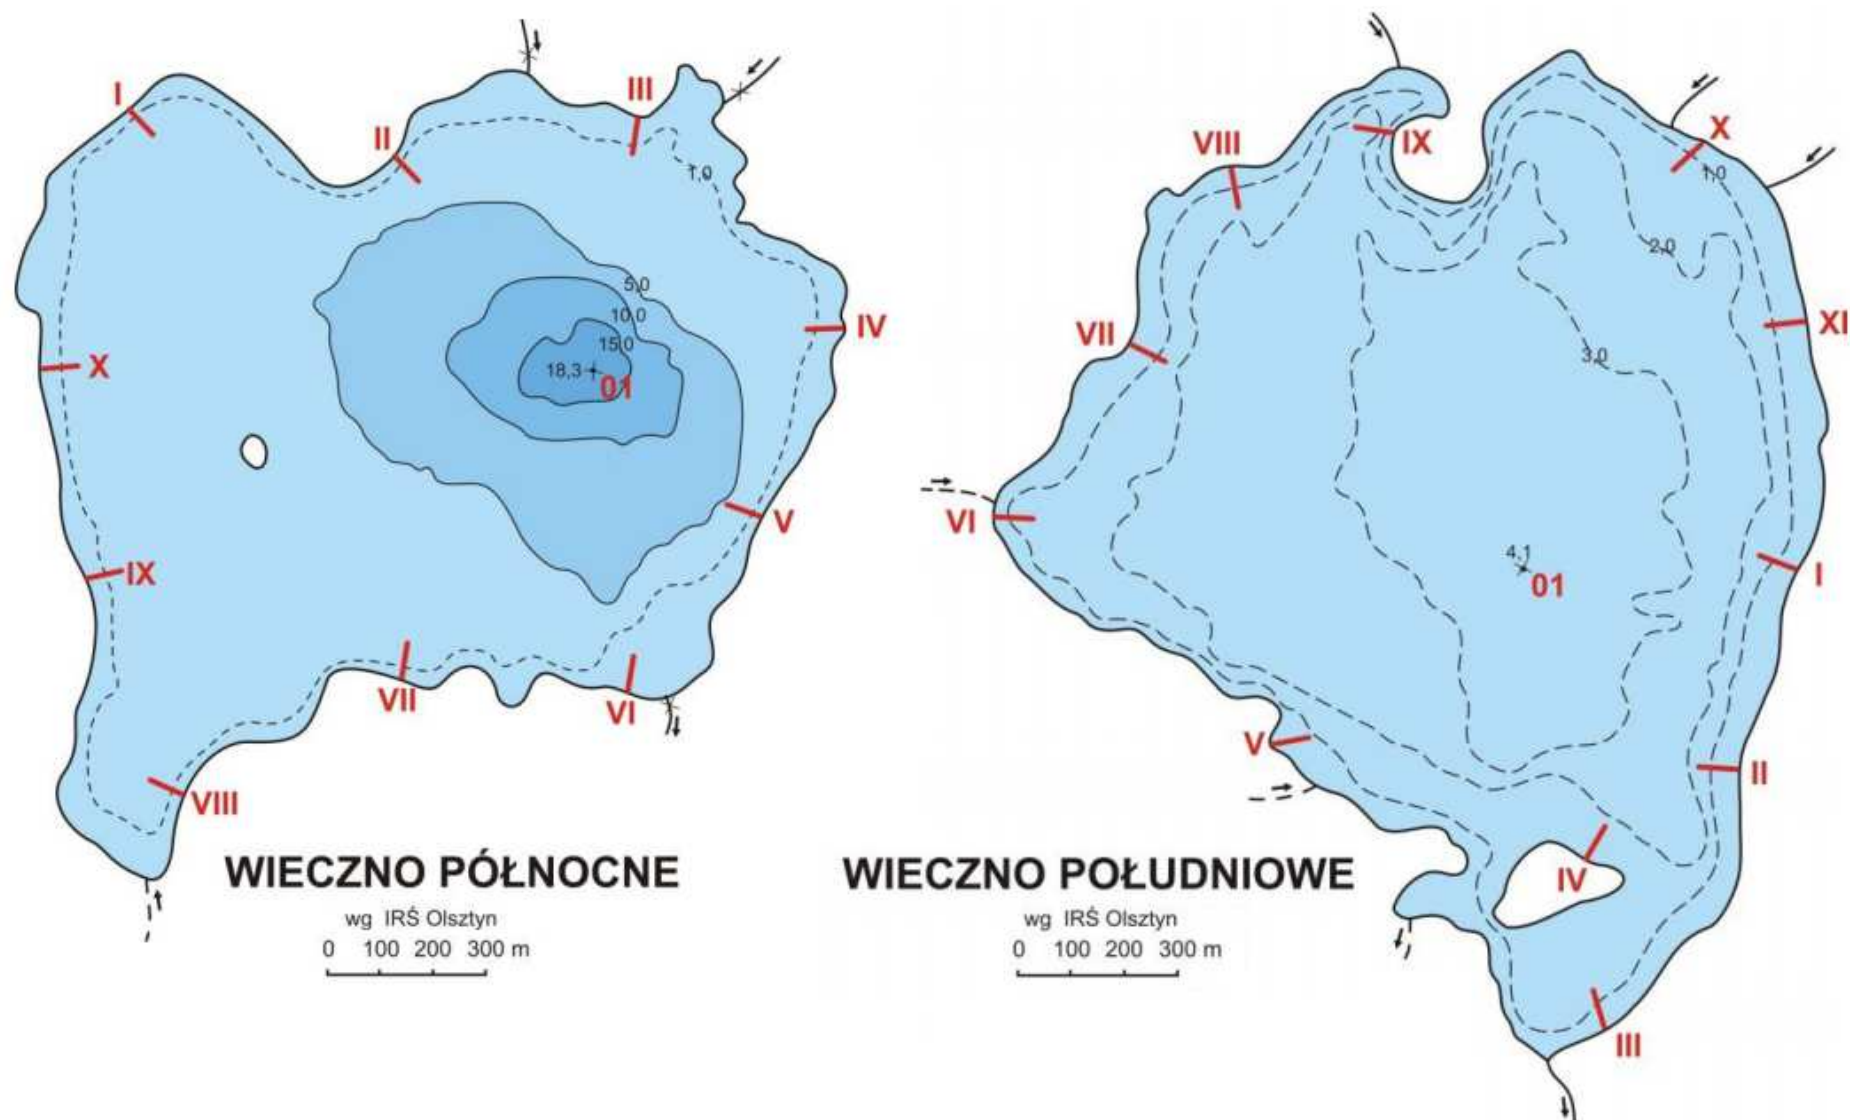 I
II
III
1,0
5,0
10,0
15,0
18,3
01
IV
V
VI
VII
VIII
IX
X
WIECZNO PÓŁNOCNE
wg IRŚ Olsztyn
0 100 200 300 m
VIII
IX
X
1,0
2,0
XI
VII
3,0
VI
4,1
01
I
V
II
IV
III
WIECZNO POŁUDNIOWE
wg IRŚ Olsztyn
0 100 200 300 m